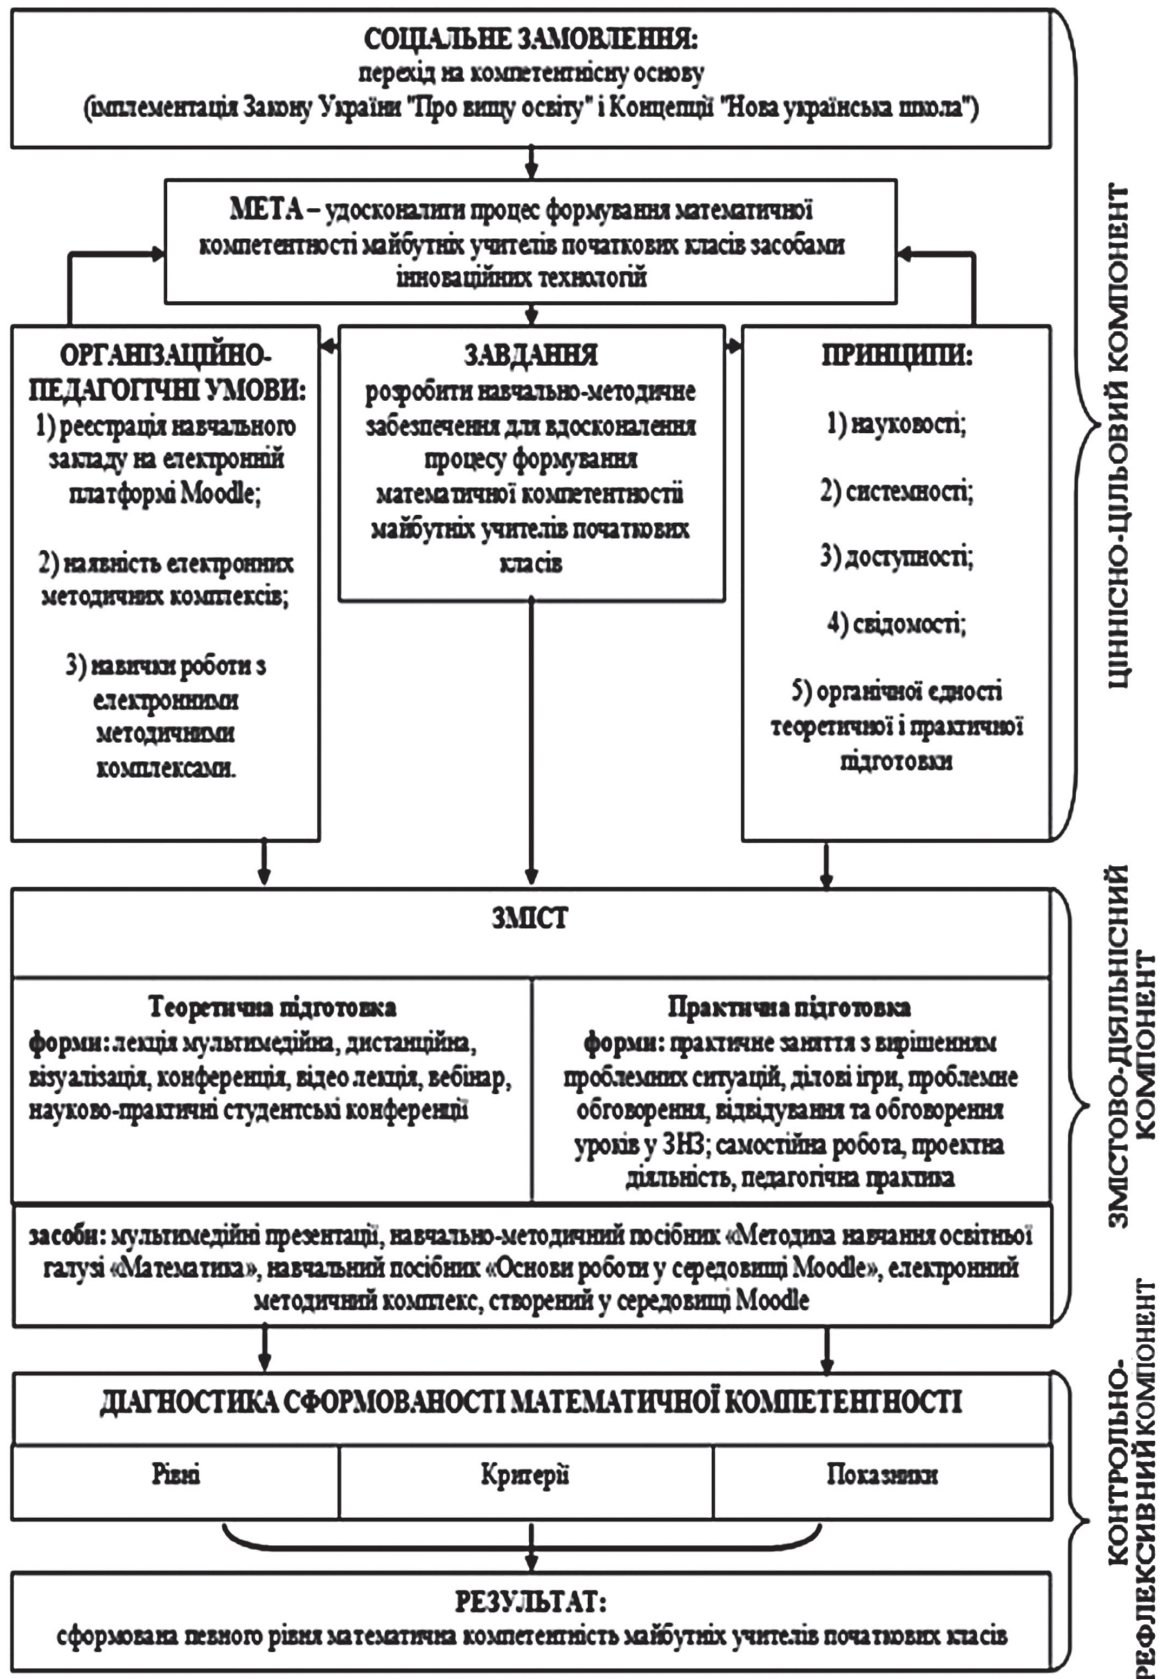 СОЦІАЛЬНЕ ЗАМОВЛЕННЯ:
перехід на компетентнісну основу
(імплементація Закону України "Про вищу освіту" і Концепції "Нова українська школа")
МЕТА – удосконалити процес формування математичної
компетентності майбутніх учителів початкових класів засобами
інноваційних технологій
ОРГАНІЗАЦІЙНО-
ПЕДАГОГІЧНІ УМОВИ:
1) реєстрація навчального
закладу на електронній
платформі Moodle;
2) наявність електронних
методичних комплексів;
3) навички роботи з
електронними
методичними
комплексами.
ЗАВДАННЯ
розробити навчально-методичне
забезпечення для вдосконалення
процесу формування
математичної компетентності
майбутніх учителів початкових
класів
ПРИНЦИПИ:
1) науковості;
2) системності;
3) доступності;
4) свідомості;
5) органічної єдності
теоретичної і практичної
підготовки
ЦІННІСНО-ЦІЛЬОВИЙ КОМПОНЕНТ
ЗМІСТ
Теоретична підготовка
форми: лекція мультимедійна, дистанційна,
візуалізація, конференція, відео лекція, вебінар,
науково-практичні студентські конференції
Практична підготовка
форми: практичне заняття з вирішенням
проблемних ситуацій, ділові ігри, проблемне
обговорення, відвідування та обговорення
уроків у ЗНЗ; самостійна робота, проектна
діяльність, педагогічна практика
засоби: мультимедійні презентації, навчально-методичний посібник «Методика навчання освітньої
галузі «Математика», навчальний посібник «Основи роботи у середовищі Moodle», електронний
методичний комплекс, створений у середовищі Moodle
ЗМІСТОВО-ДІЯЛЬНІСНИЙ
КОМПОНЕНТ
ДІАГНОСТИКА СФОРМОВАНОСТІ МАТЕМАТИЧНОЇ КОМПЕТЕНТНОСТІ
Рівні
Критерії
Показники
РЕЗУЛЬТАТ:
сформована певного рівня математична компетентність майбутніх учителів початкових класів
КОНТРОЛЬНО-
РЕФЛЕКСИВНИЙ КОМПОНЕНТ